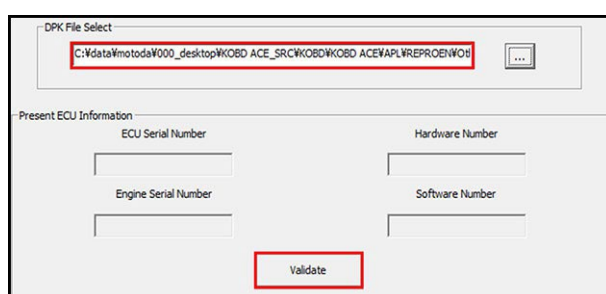 DPK File Select
C:¥data¥motoda¥000_desktop¥KOBD ACE_SRC¥KOBD¥KOBD ACE¥APL¥REPROEN¥Otl
...
Present ECU Information
ECU Serial Number
Hardware Number
Engine Serial Number
Software Number
Validate